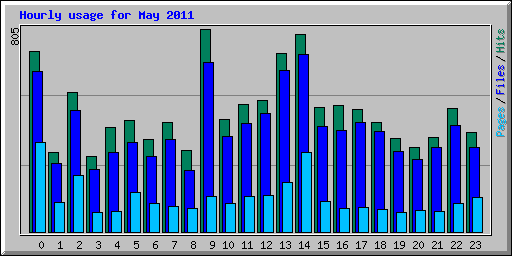 Hourly usage for May 2011
805
Pages / Files / Hits
0 1 2 3 4 5 6 7 8 9 10 11 12 13 14 15 16 17 18 19 20 21 22 23